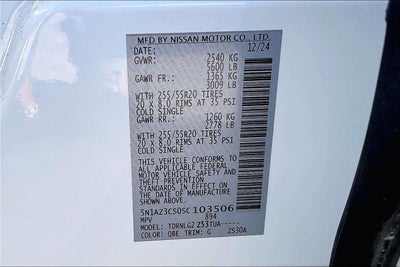 MFD BY NISSAN MOTOR CO., LTD.
DATE: 12/24
GVWR: 2540 KG
5600 LB
GAWR FR.: 1365 KG
3009 LB
WITH 255/55R20 TIRES
20 x 8.0 RIMS AT 35 PSI
COLD SINGLE
GAWR RR.: 1260 KG
2778 LB
WITH 255/55R20 TIRES
20 x 8.0 RIMS AT 35 PSI
COLD SINGLE
THIS VEHICLE CONFORMS TO ALL
APPLICABLE FEDERAL
MOTOR VEHICLE SAFETY AND
THEFT PREVENTION STANDARDS
IN EFFECT ON THE DATE OF
MANUFACTURE SHOWN ABOVE.
5N1AZ3CS0SC103506
MPV 894
MODEL: TDRNLG2 Z53TUA-----
COLOR: QBE TRIM: G Z530A